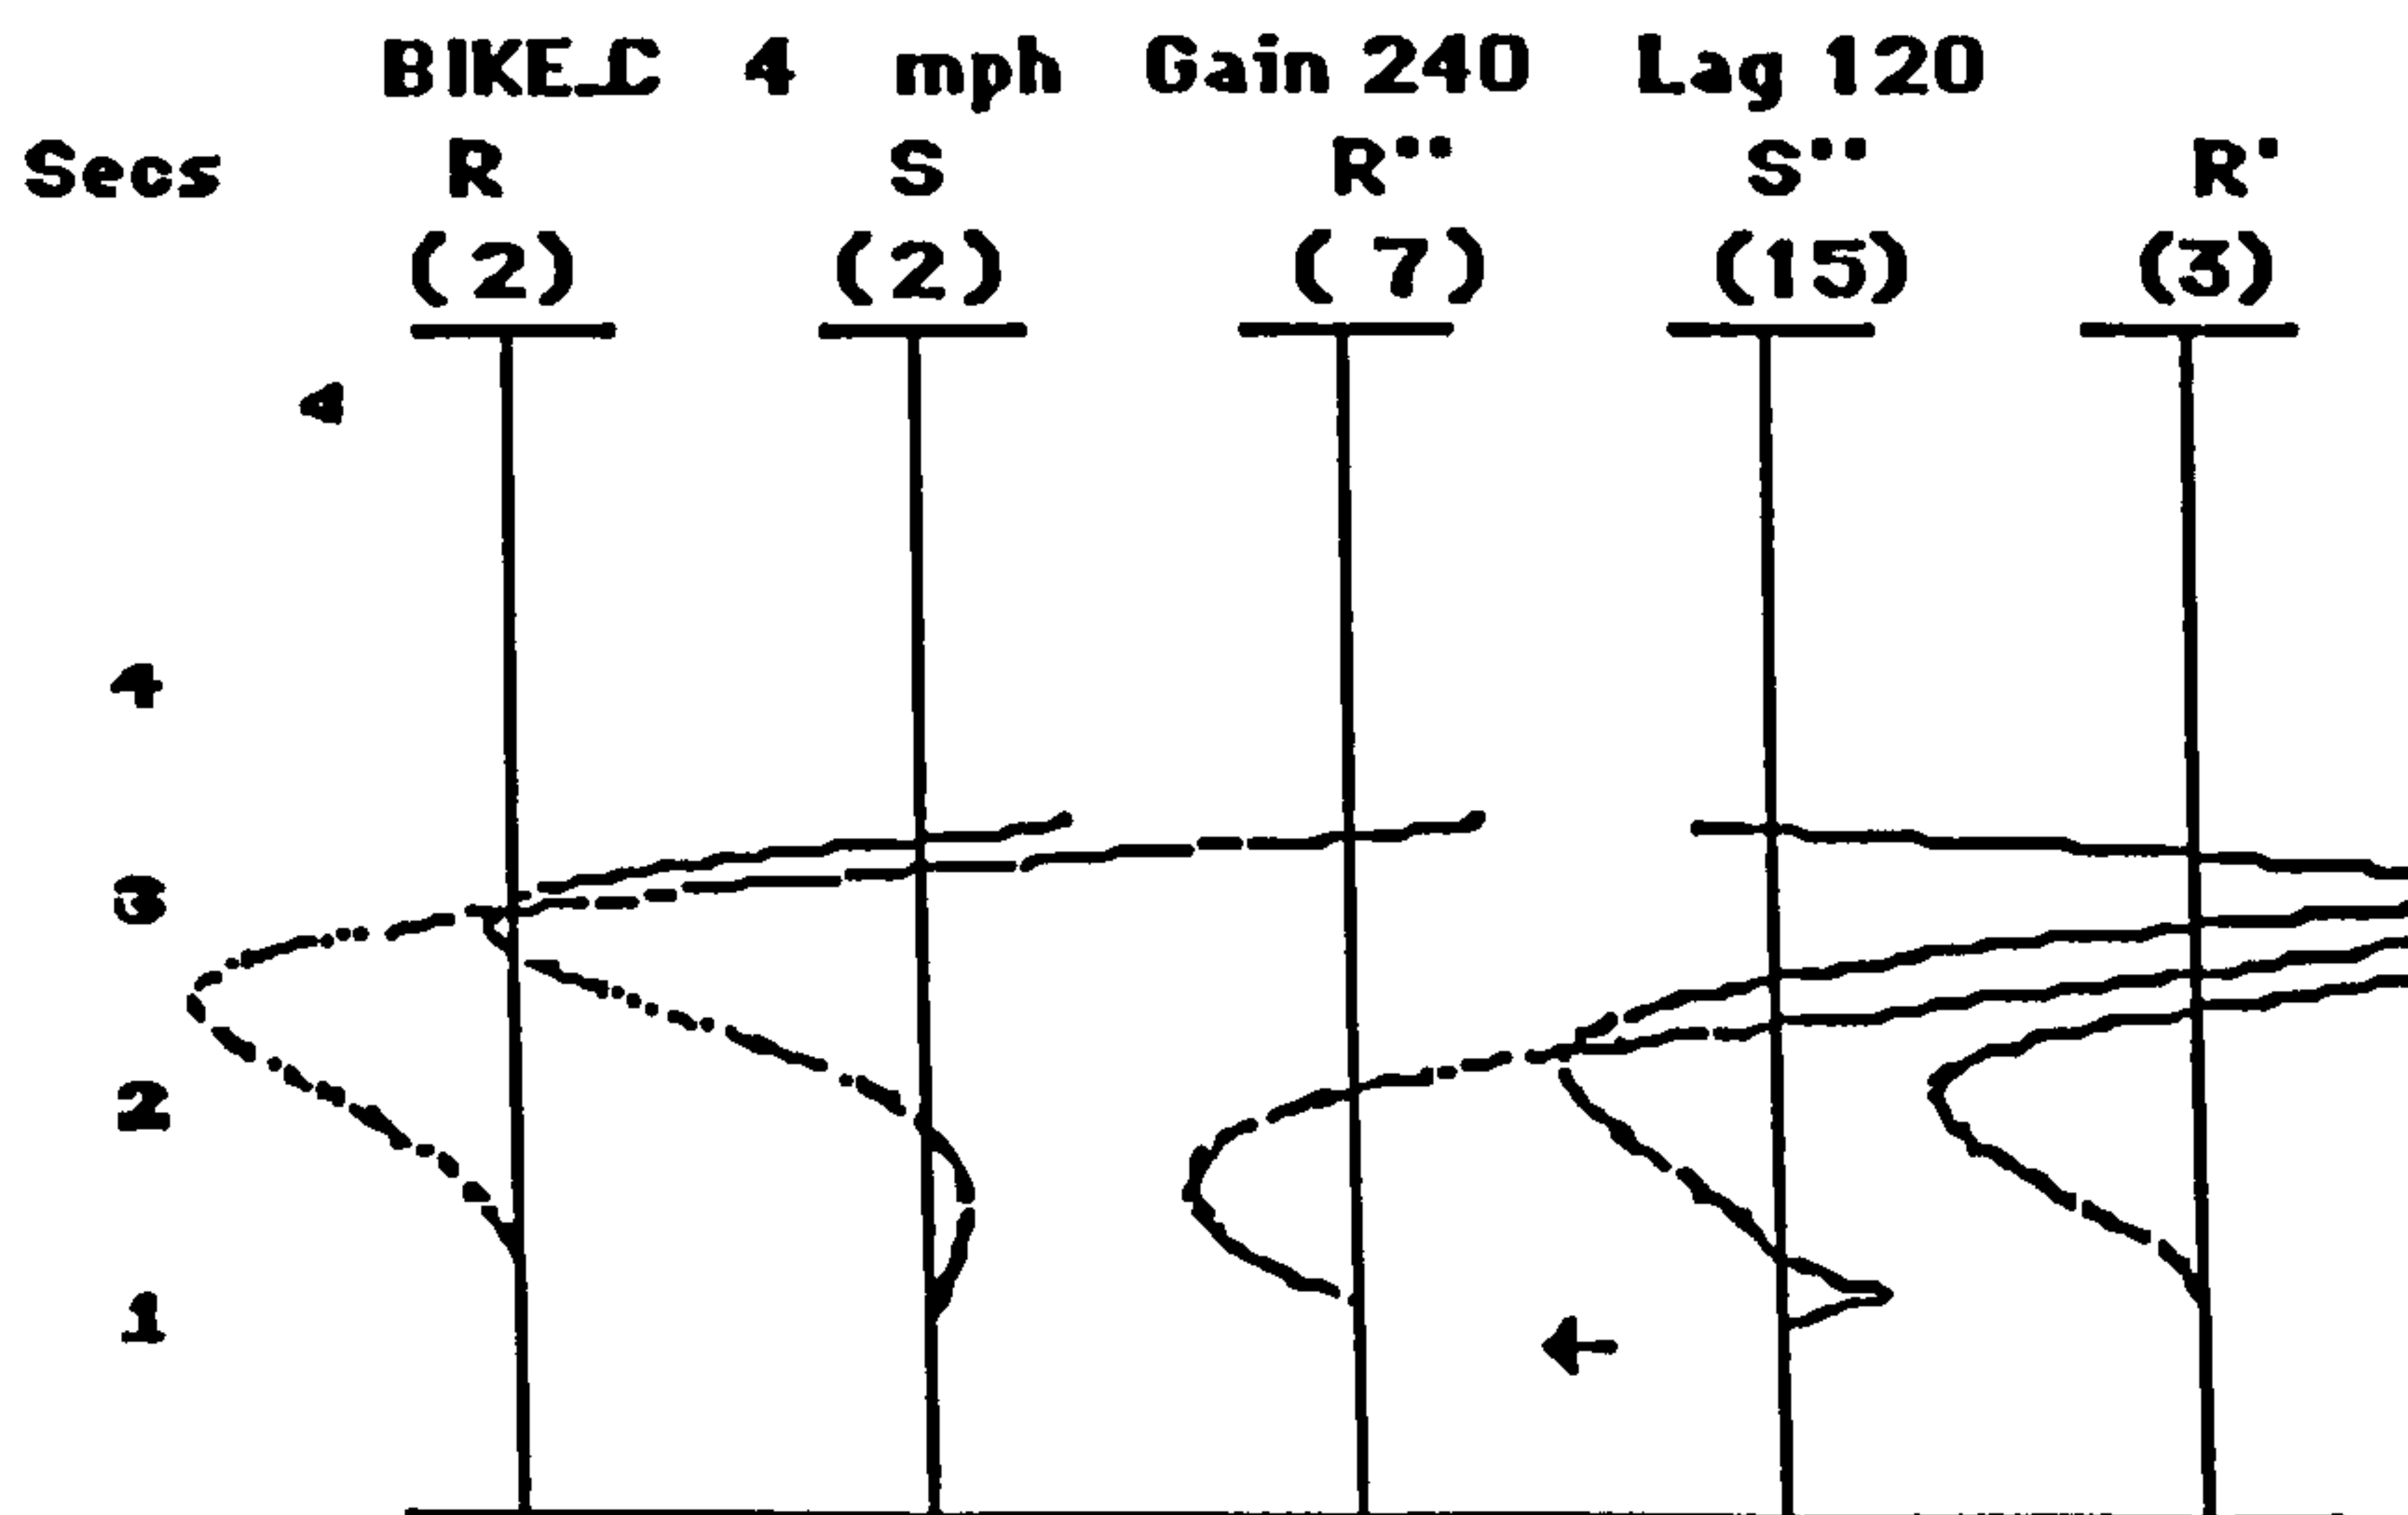 BIKE_C 4 mph Gain 240 Lag 120
Secs R S R•• S•• R•
(2) (2) (7) (15) (3)
4
4
3
2
1